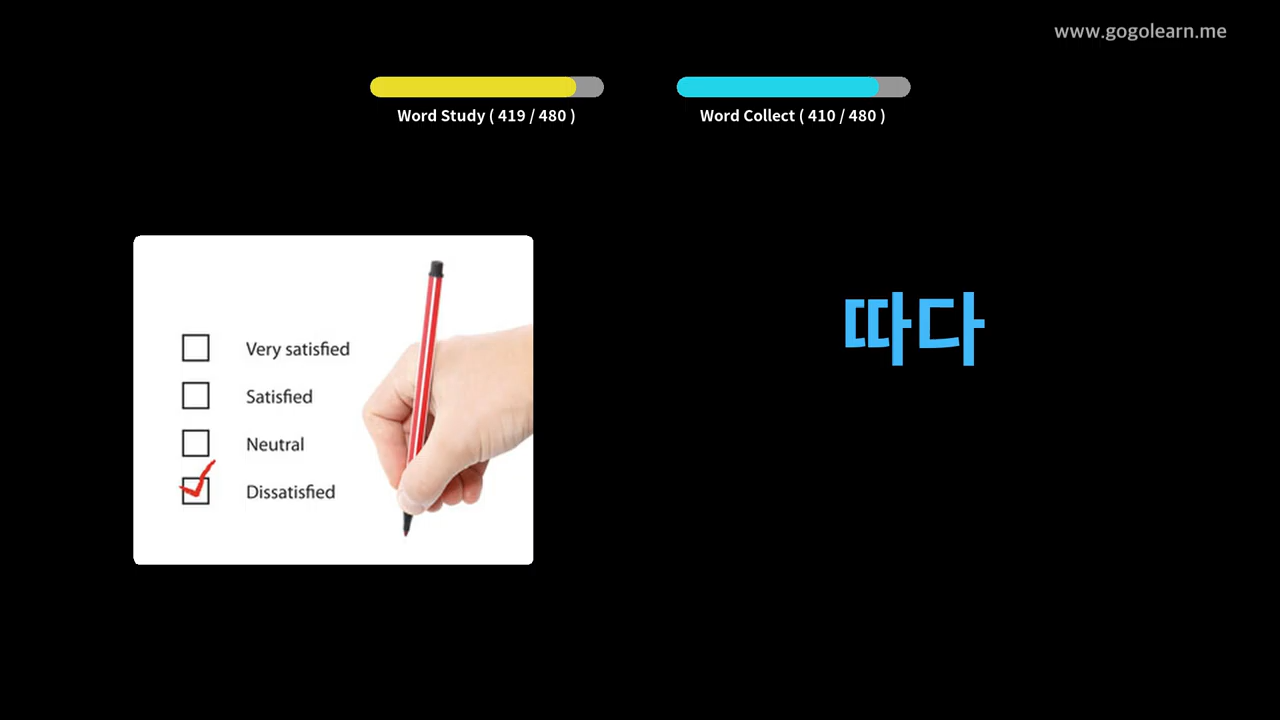 www.gogolearn.me
Word Study ( 419 / 480 )
Word Collect ( 410 / 480 )
Very satisfied
Satisfied
Neutral
Dissatisfied
따다